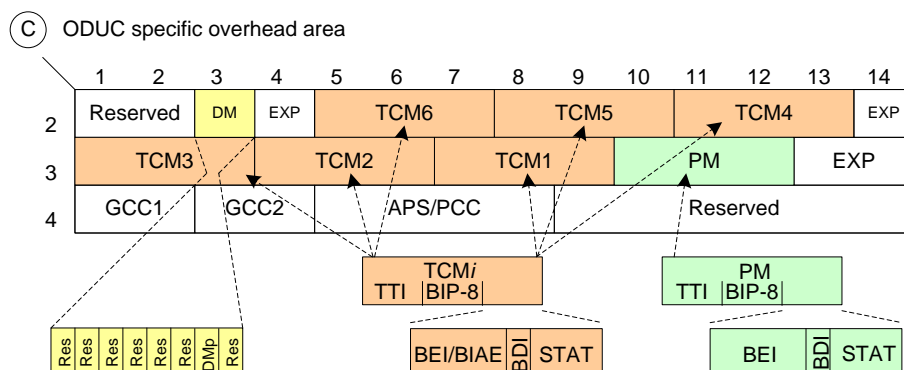 C ODUC specific overhead area
1 2 3 4 5 6 7 8 9 10 11 12 13 14
2 Reserved DM EXP TCM6 TCM5 TCM4 EXP
3 TCM3 TCM2 TCM1 PM EXP
4 GCC1 GCC2 APS/PCC Reserved
TCMi PM
TTI BIP-8 TTI BIP-8
Res Res Res Res Res Res DMp Res BEI/BIAE BDI STAT BEI BDI STAT